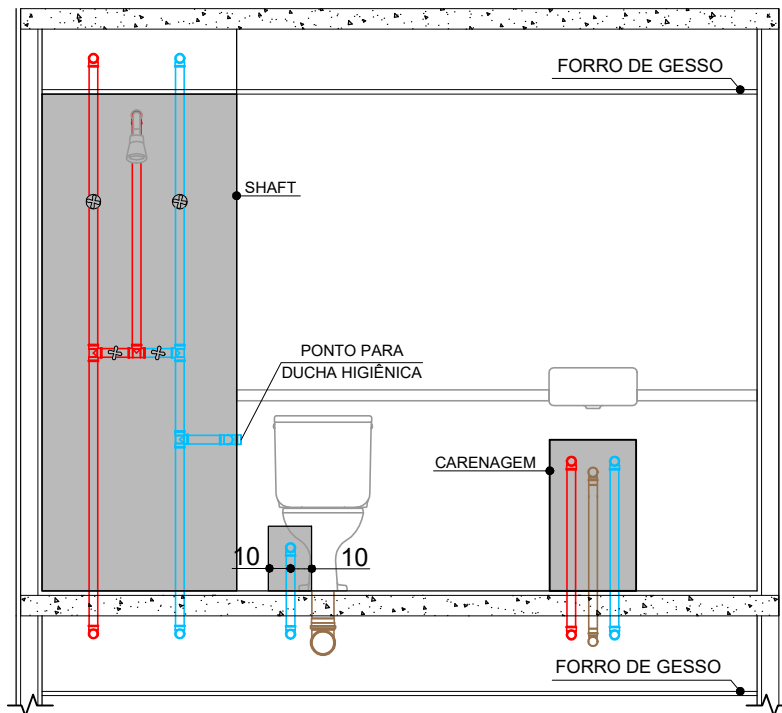 FORRO DE GESSO
SHAFT
PONTO PARA
DUCHA HIGIÊNICA
CARENAGEM
10
10
FORRO DE GESSO